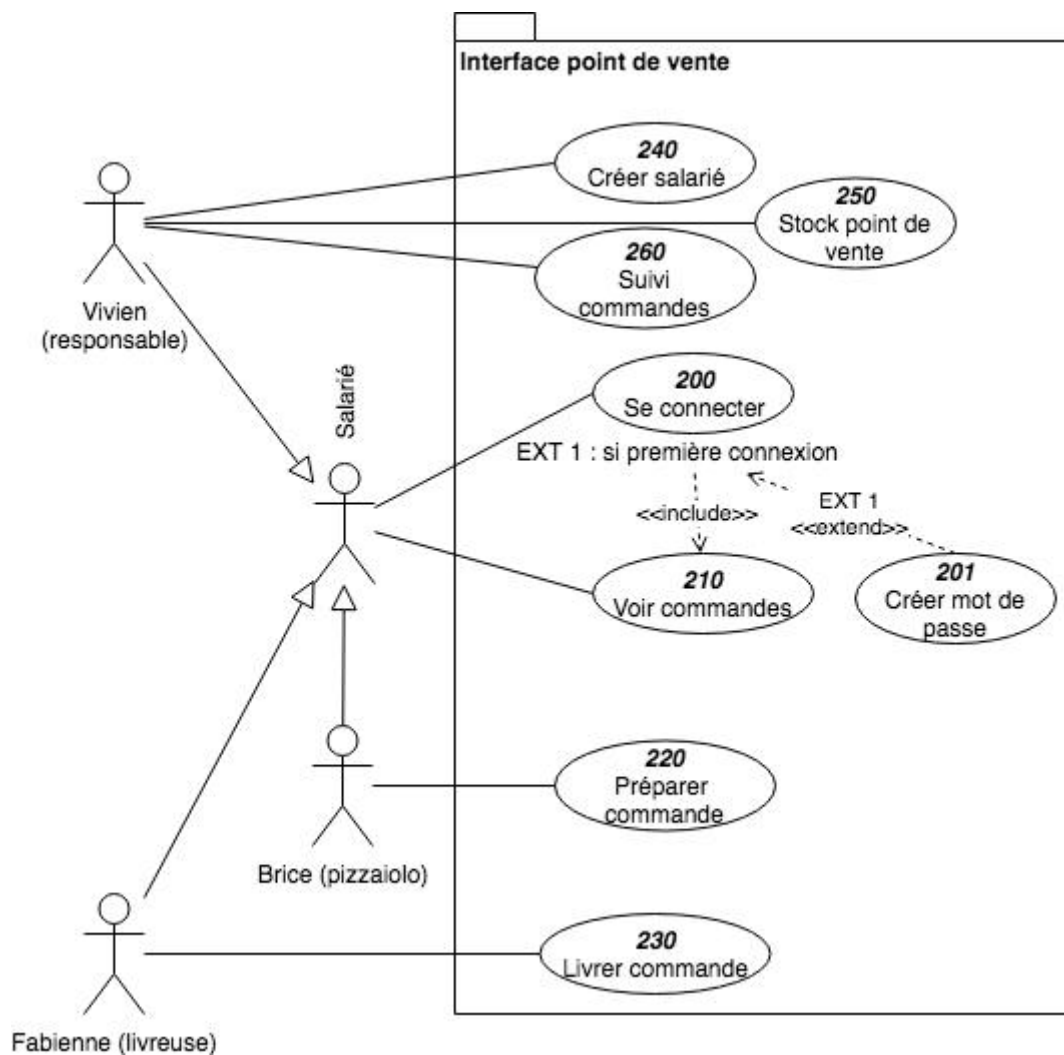 Interface point de vente
240
Créer salarié
250
Stock point de
vente
260
Suivi
commandes
Vivien
(responsable)
Salarié
200
Se connecter
EXT 1 : si première connexion
EXT 1
<<include>>
<<extend>>
210
Voir commandes
201
Créer mot de
passe
220
Préparer
commande
Brice (pizzaiolo)
230
Livrer commande
Fabienne (livreuse)